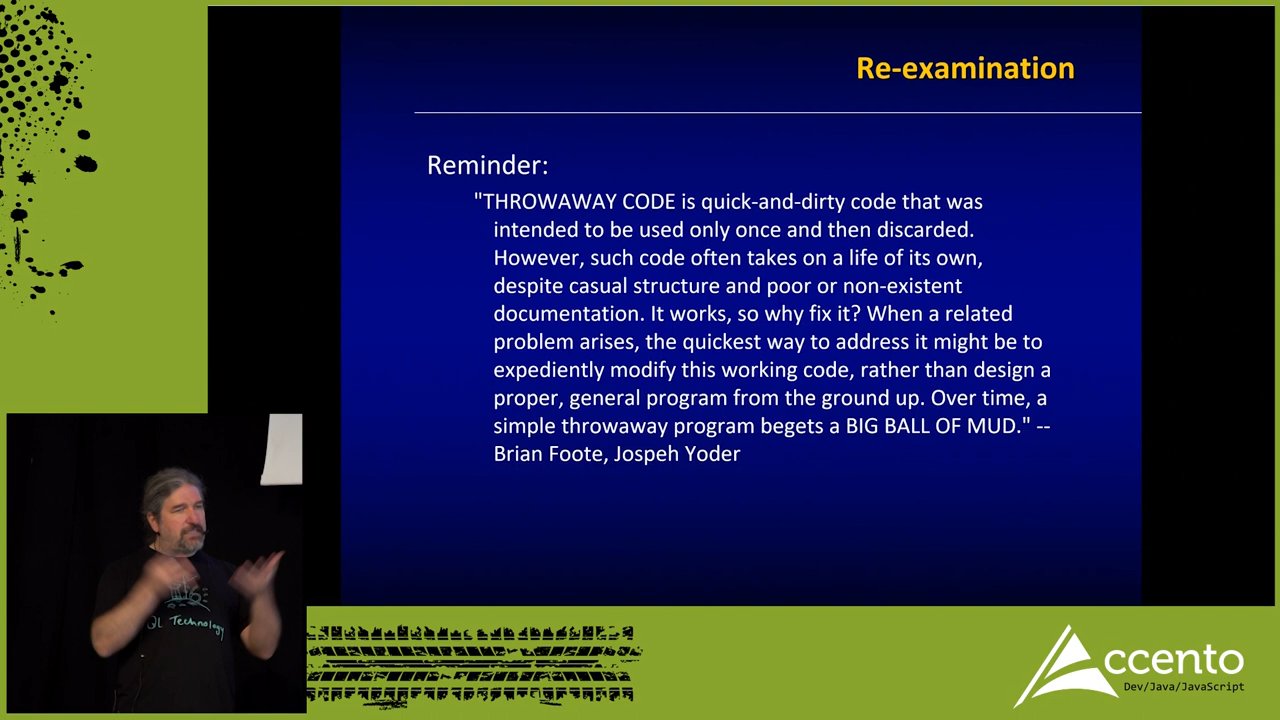 Re-examination
Reminder:
"THROWAWAY CODE is quick-and-dirty code that was
intended to be used only once and then discarded.
However, such code often takes on a life of its own,
despite casual structure and poor or non-existent
documentation. It works, so why fix it? When a related
problem arises, the quickest way to address it might be to
expediently modify this working code, rather than design a
proper, general program from the ground up. Over time, a
simple throwaway program begets a BIG BALL OF MUD." --
Brian Foote, Jospeh Yoder
QL Technology
ccento
Dev/Java/JavaScript